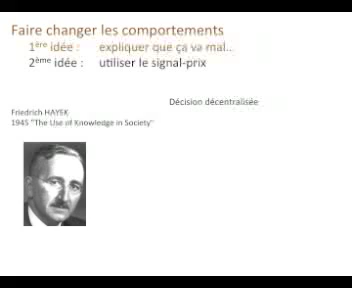 Faire changer les comportements
1ère idée : expliquer que ça va mal...
2ème idée : utiliser le signal-prix
Décision décentralisée
Friedrich HAYEK
1945 "The Use of Knowledge in Society"